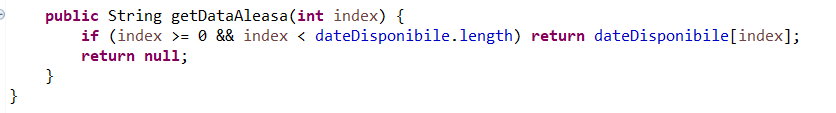 public String getDataAleasa(int index) {
if (index >= 0 && index < dateDisponibile.length) return dateDisponibile[index];
return null;
}
}